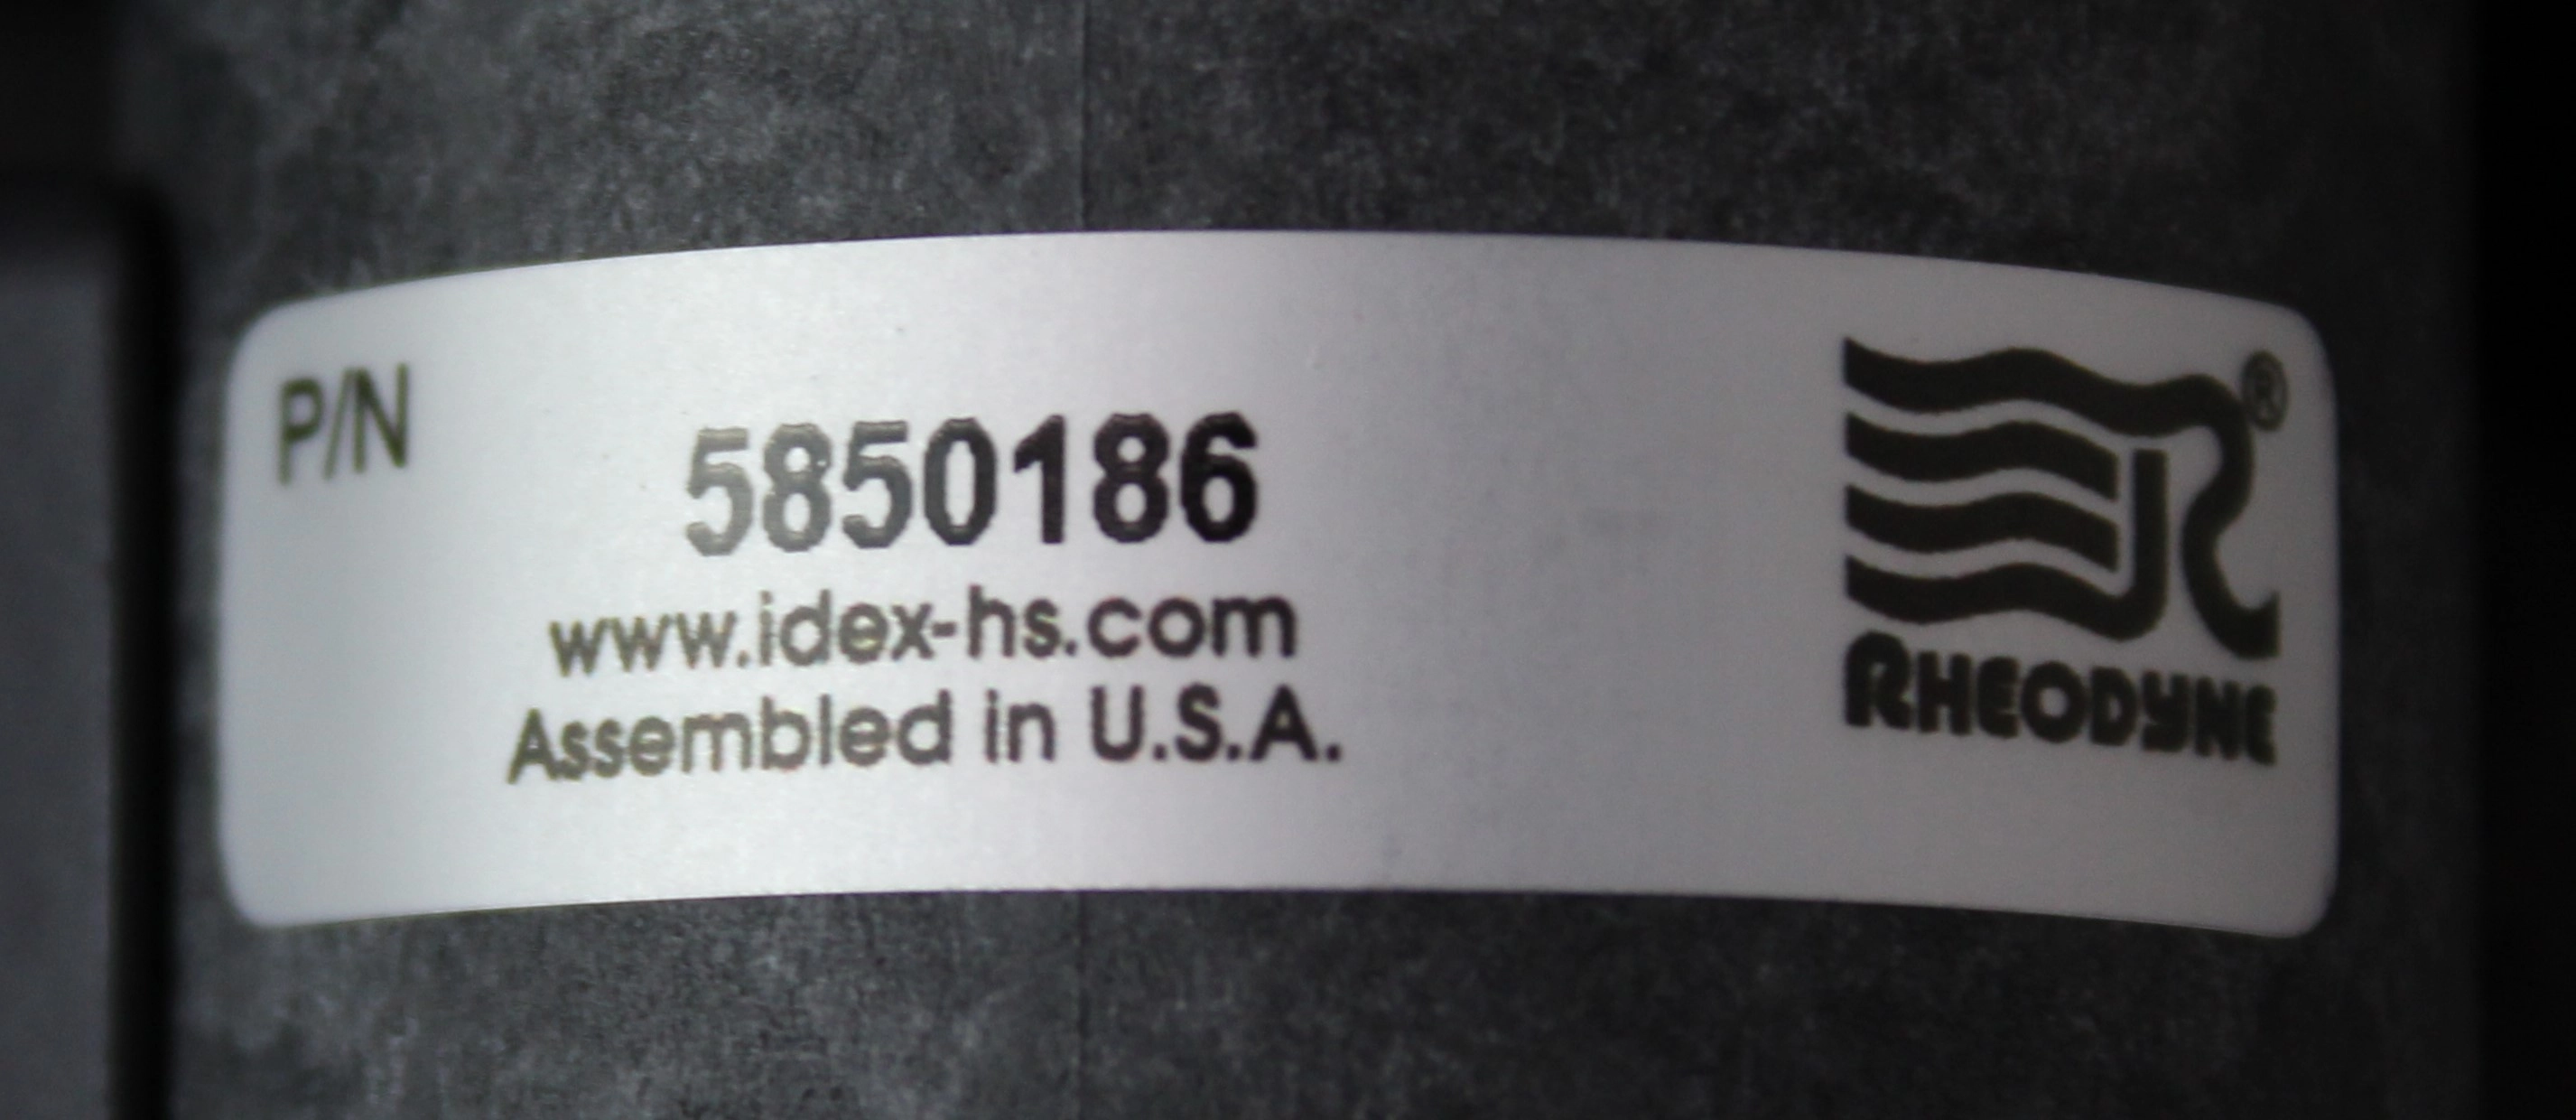 P/N
5850186
www.idex-hs.com
Assembled in U.S.A.
®
RHEODYNE